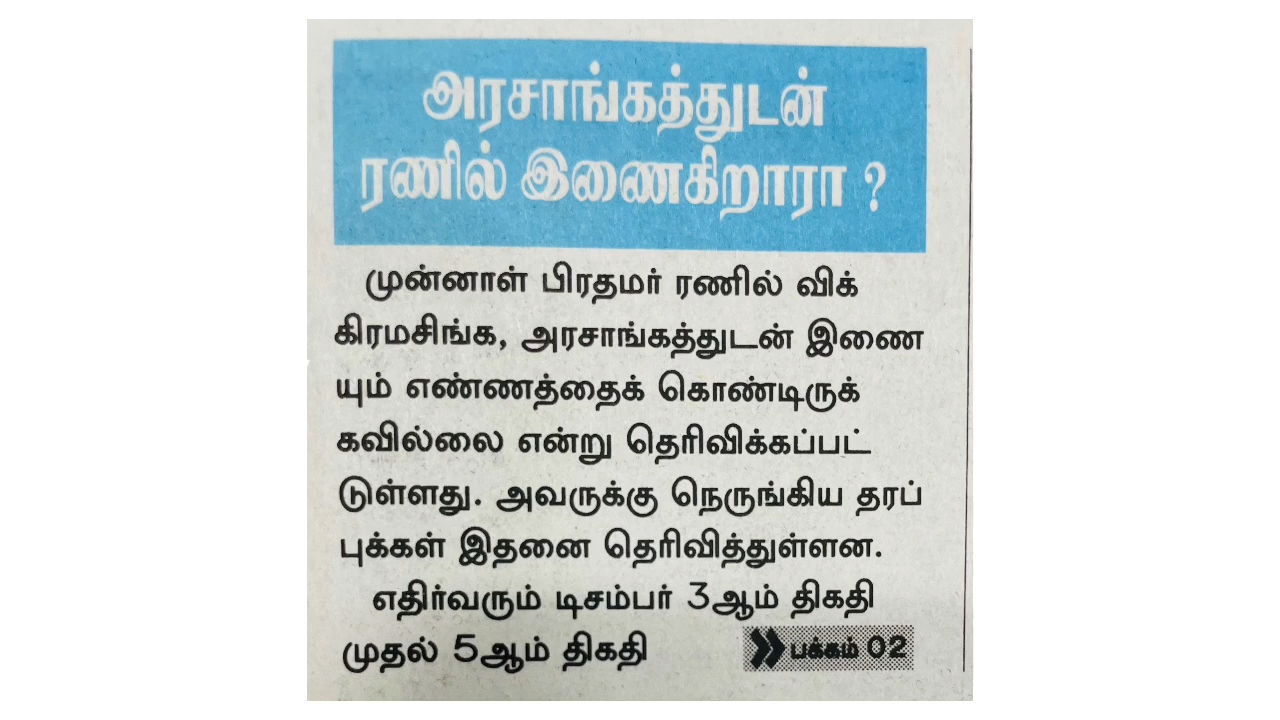 அரசாங்கத்துடன்
ரணில் இணைகிறாரா ?
முன்னாள் பிரதமர் ரணில் விக்
கிரமசிங்க, அரசாங்கத்துடன் இணை
யும் எண்ணத்தைக் கொண்டிருக்
கவில்லை என்று தெரிவிக்கப்பட்
டுள்ளது. அவருக்கு நெருங்கிய தரப்
புக்கள் இதனை தெரிவித்துள்ளன.
எதிர்வரும் டிசம்பர் 3ஆம் திகதி
முதல் 5ஆம் திகதி
பக்கம் 02